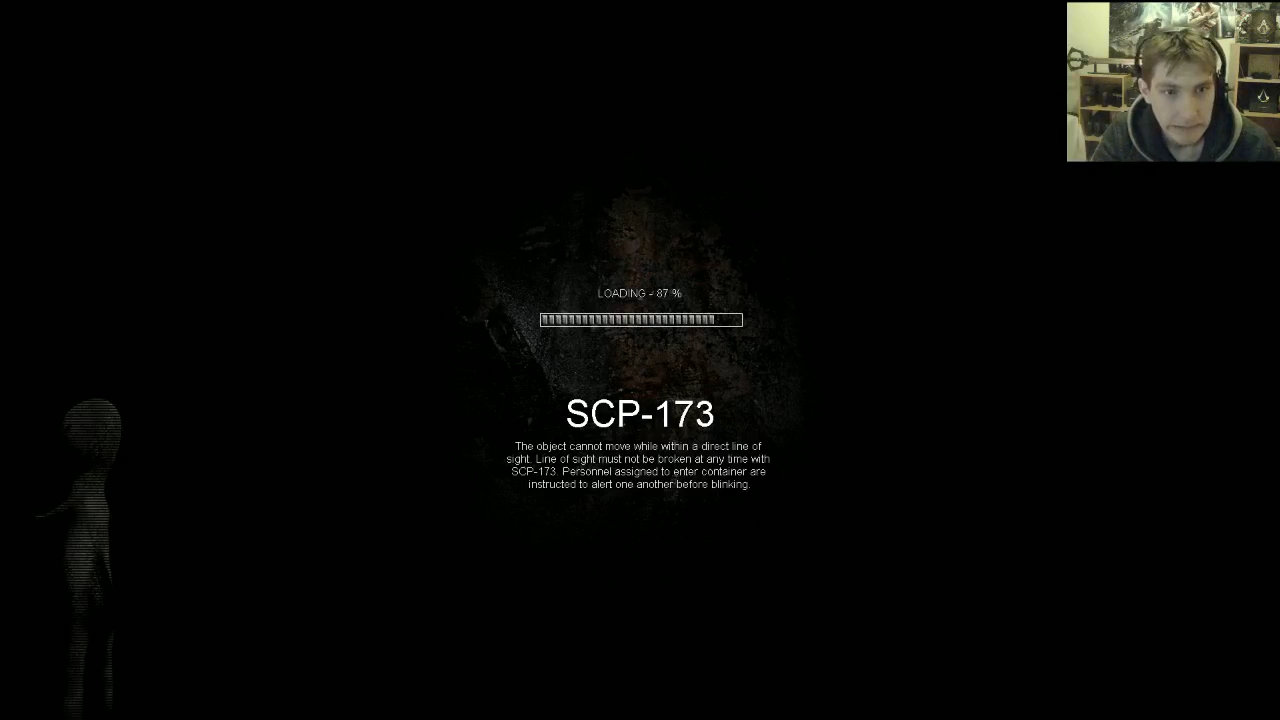 LOADING - 87 %
SCP-173
The object cannot move while within a direct line of
sight. Line of sight must not be broken at any time with
SCP-173. Personnel assigned to enter container are
tructed to alert one another before blinking.